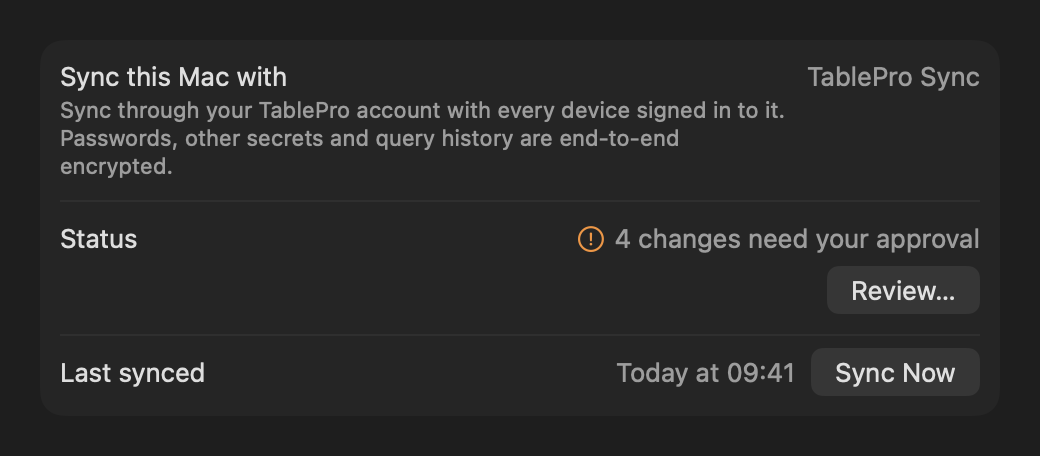 Sync this Mac with
TablePro Sync
Sync through your TablePro account with every device signed in to it.
Passwords, other secrets and query history are end-to-end
encrypted.
Status
4 changes need your approval
Review...
Last synced
Today at 09:41
Sync Now